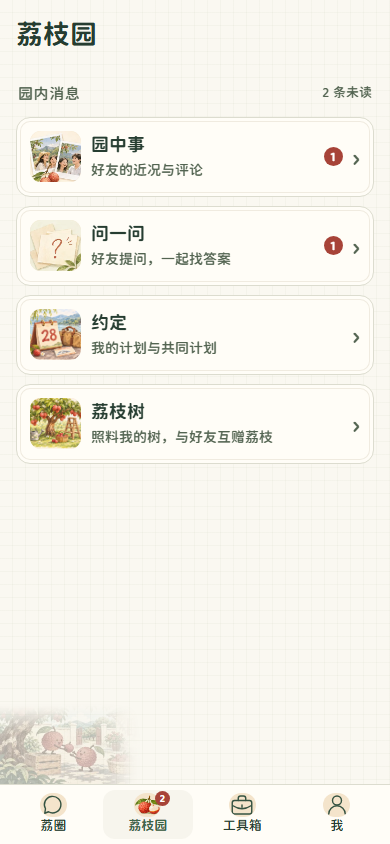 荔枝园
园内消息
2 条未读
园中事
好友的近况与评论
1
?
问一问
好友提问，一起找答案
1
28
约定
我的计划与共同计划
荔枝树
照料我的树，与好友互赠荔枝
2
荔圈
荔枝园
工具箱
我